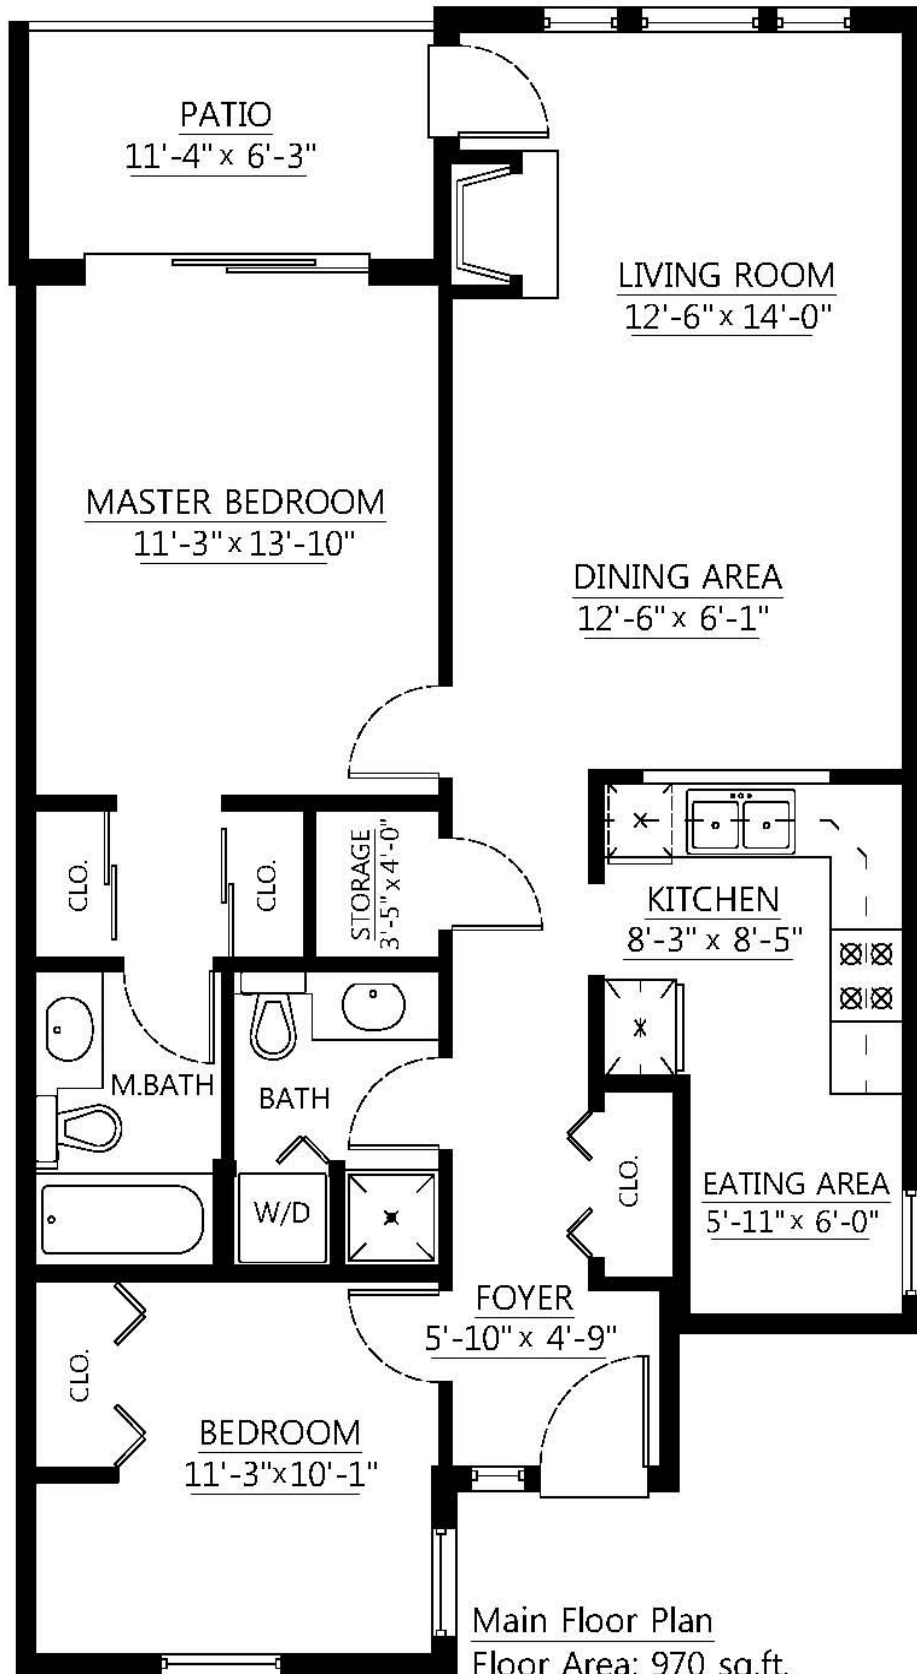 PATIO
11'-4" x 6'-3"
LIVING ROOM
12'-6" x 14'-0"
MASTER BEDROOM
11'-3" x 13'-10"
DINING AREA
12'-6" x 6'-1"
CLO.
CLO.
STORAGE
3'-5" x 4'-0"
KITCHEN
8'-3" x 8'-5"
M.BATH
BATH
W/D
CLO.
EATING AREA
5'-11" x 6'-0"
FOYER
5'-10" x 4'-9"
CLO.
BEDROOM
11'-3"x10'-1"
Main Floor Plan
Floor Area: 970 sq.ft.